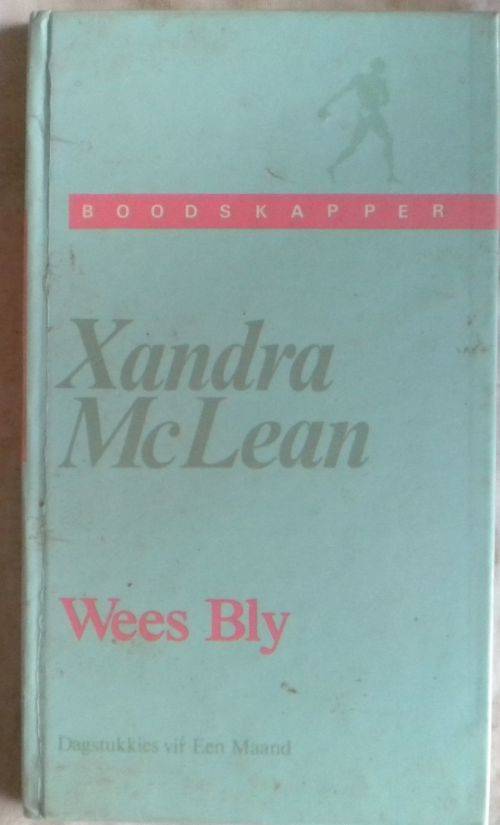 BOODSKAPPER
Xandra
McLean
Wees Bly
Dagstukkies vir Een Maand